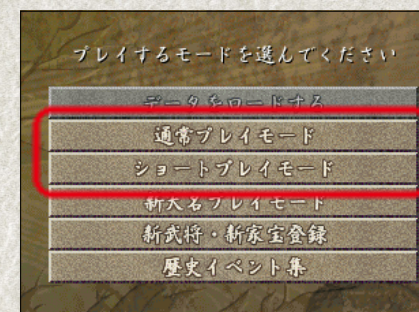 プレイするモードを選んでください
データをロードする
通常プレイモード
ショートプレイモード
新大名プレイモード
新武将・新家宝登録
歴史イベント集